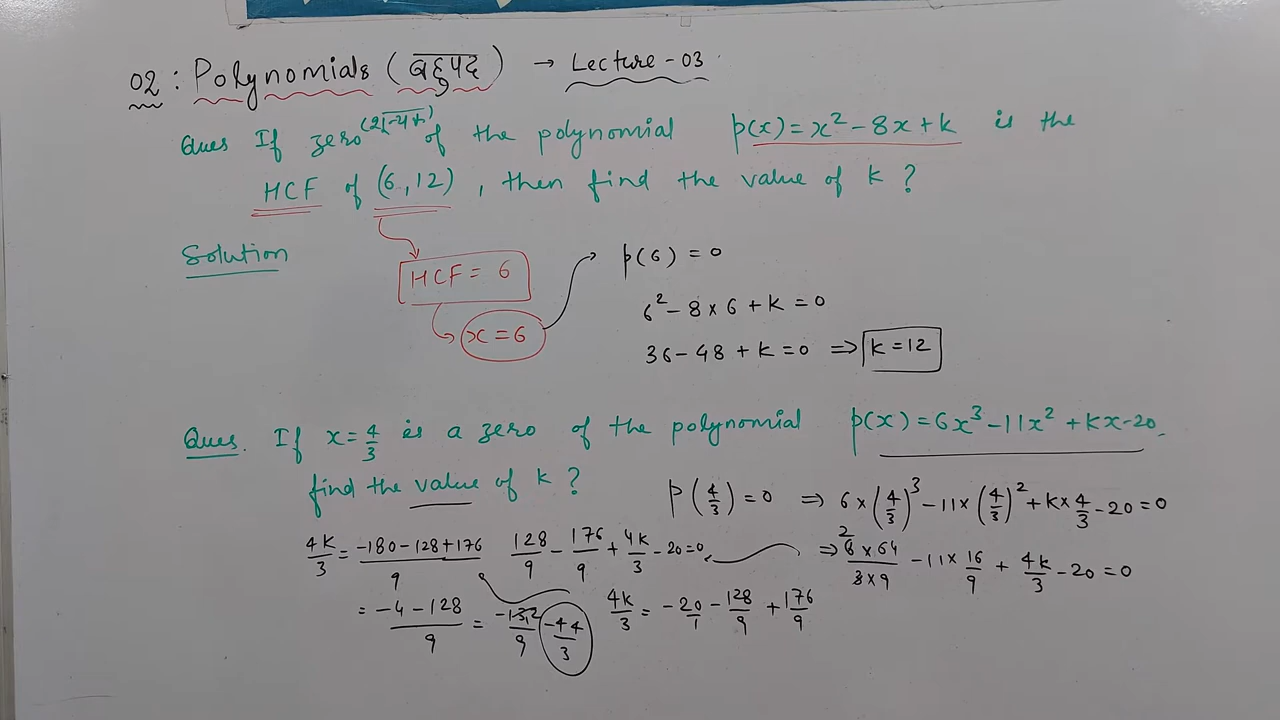 02 : Polynomials (बहुपद) → Lecture - 03
Ques If zero of the polynomial p(x) = x² - 8x + k is the
HCF of (6, 12), then find the value of k ?
Solution
HCF = 6
x = 6
p(6) = 0
6² - 8 × 6 + k = 0
36 - 48 + k = 0 ⇒ k = 12
Ques. If x = 4/3 is a zero of the polynomial p(x) = 6x³ - 11x² + kx - 20,
find the value of k ?
p(4/3) = 0 ⇒ 6 × (4/3)³ - 11 × (4/3)² + k × 4/3 - 20 = 0
⇒ 6 × 64 / 3 × 9 - 11 × 16/9 + 4k/3 - 20 = 0
2
128/9 - 176/9 + 4k/3 - 20 = 0
4k/3 = -20/1 - 128/9 + 176/9
4k/3 = -180 - 128 + 176 / 9
= -4 - 128 / 9 = -132/9 -44/3